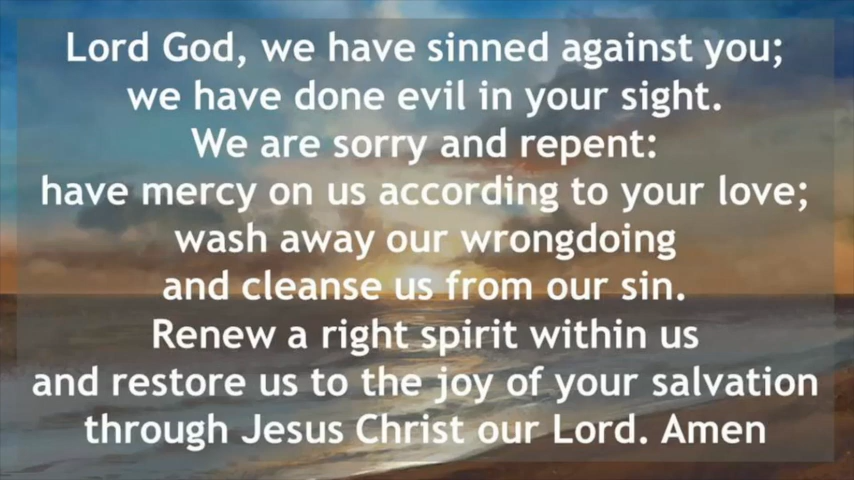 Lord God, we have sinned against you;
we have done evil in your sight.
We are sorry and repent:
have mercy on us according to your love;
wash away our wrongdoing
and cleanse us from our sin.
Renew a right spirit within us
and restore us to the joy of your salvation
through Jesus Christ our Lord. Amen